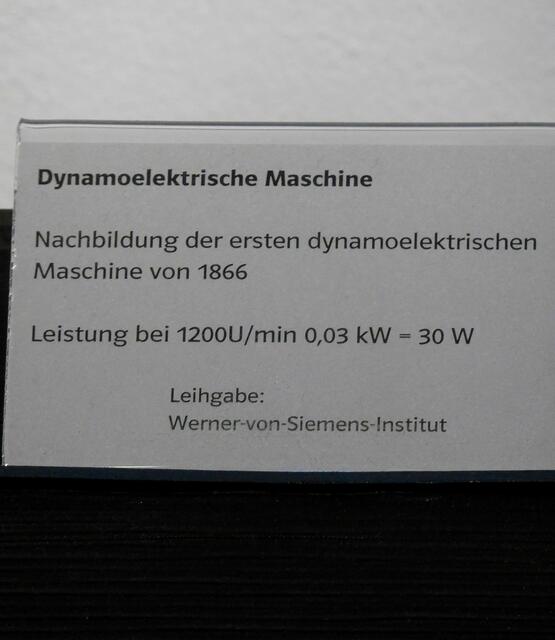 Dynamoelektrische Maschine
Nachbildung der ersten dynamoelektrischen
Maschine von 1866
Leistung bei 1200U/min 0,03 kW = 30 W
Leihgabe:
Werner-von-Siemens-Institut